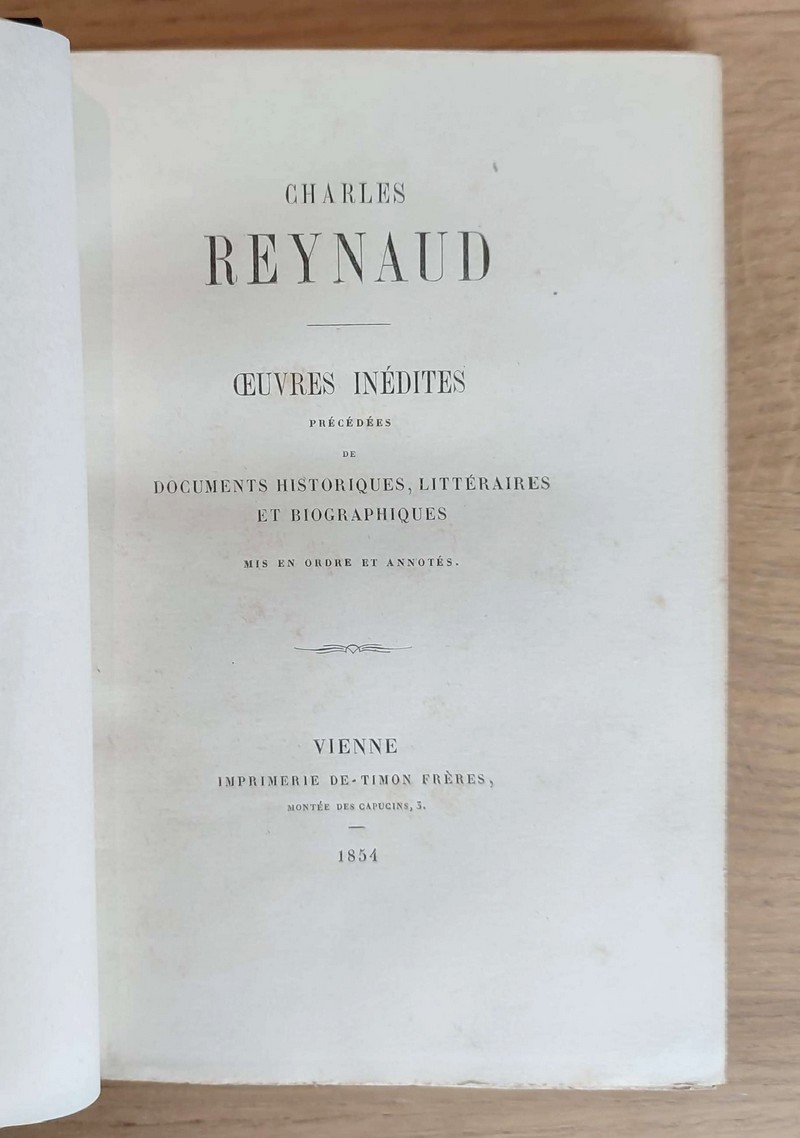 CHARLES
REYNAUD
ŒUVRES INÉDITES
PRÉCÉDÉES
DE
DOCUMENTS HISTORIQUES, LITTÉRAIRES
ET BIOGRAPHIQUES
MIS EN ORDRE ET ANNOTÉS.
VIENNE
IMPRIMERIE DE-TIMON FRÈRES,
MONTÉE DES CAPUCINS, 3.
1854